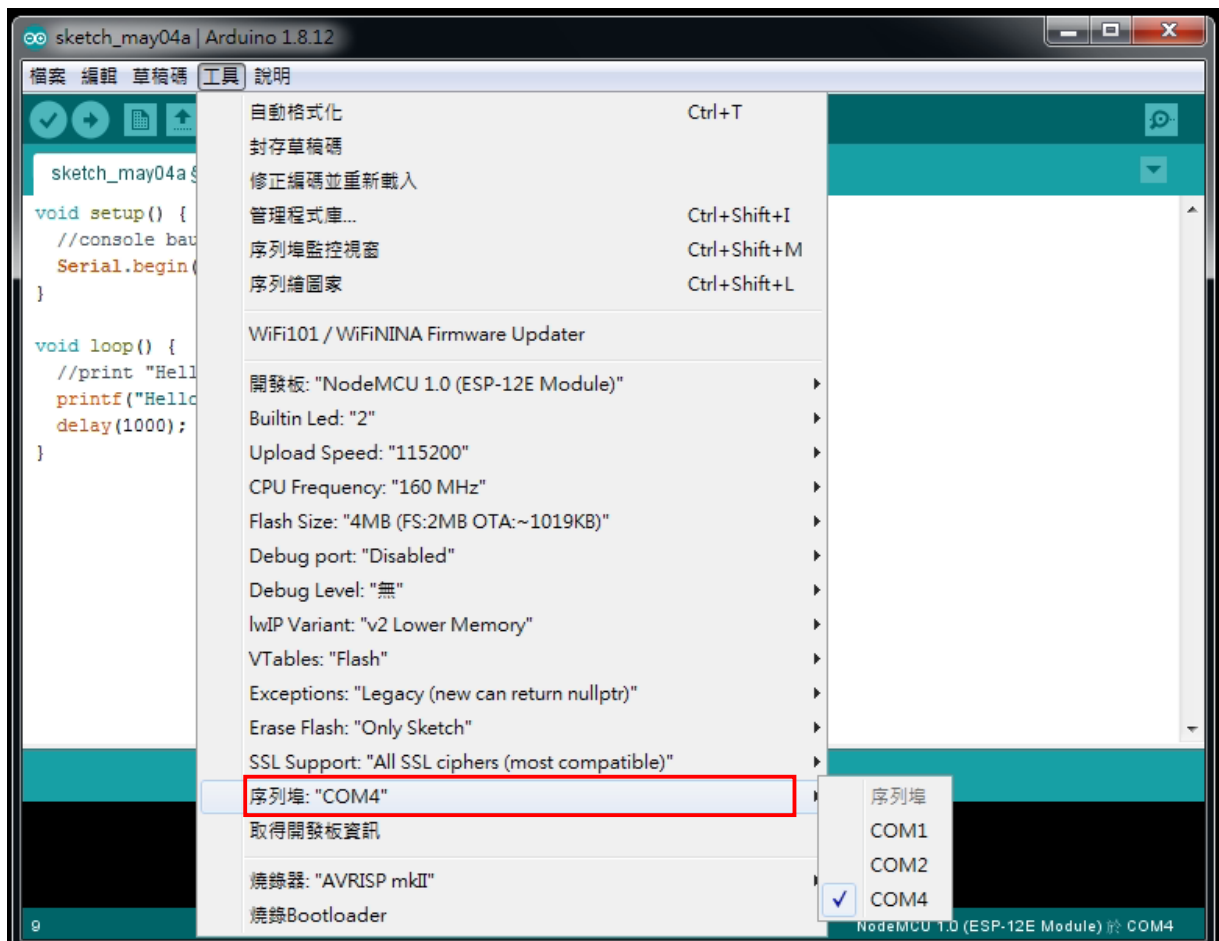 sketch_may04a | Arduino 1.8.12
檔案 編輯 草稿碼 工具 說明
sketch_may04a §
void setup() {
//console bau
Serial.begin(
}
void loop() {
//print "Hell
printf("Hello
delay(1000);
}
自動格式化 Ctrl+T
封存草稿碼
修正編碼並重新載入
管理程式庫... Ctrl+Shift+I
序列埠監控視窗 Ctrl+Shift+M
序列繪圖家 Ctrl+Shift+L
WiFi101 / WiFiNINA Firmware Updater
開發板: "NodeMCU 1.0 (ESP-12E Module)"
Builtin Led: "2"
Upload Speed: "115200"
CPU Frequency: "160 MHz"
Flash Size: "4MB (FS:2MB OTA:~1019KB)"
Debug port: "Disabled"
Debug Level: "無"
lwIP Variant: "v2 Lower Memory"
VTables: "Flash"
Exceptions: "Legacy (new can return nullptr)"
Erase Flash: "Only Sketch"
SSL Support: "All SSL ciphers (most compatible)"
序列埠: "COM4"
取得開發板資訊
燒錄器: "AVRISP mkII"
燒錄Bootloader
序列埠
COM1
COM2
COM4
9
NodeMCU 1.0 (ESP-12E Module) 於 COM4